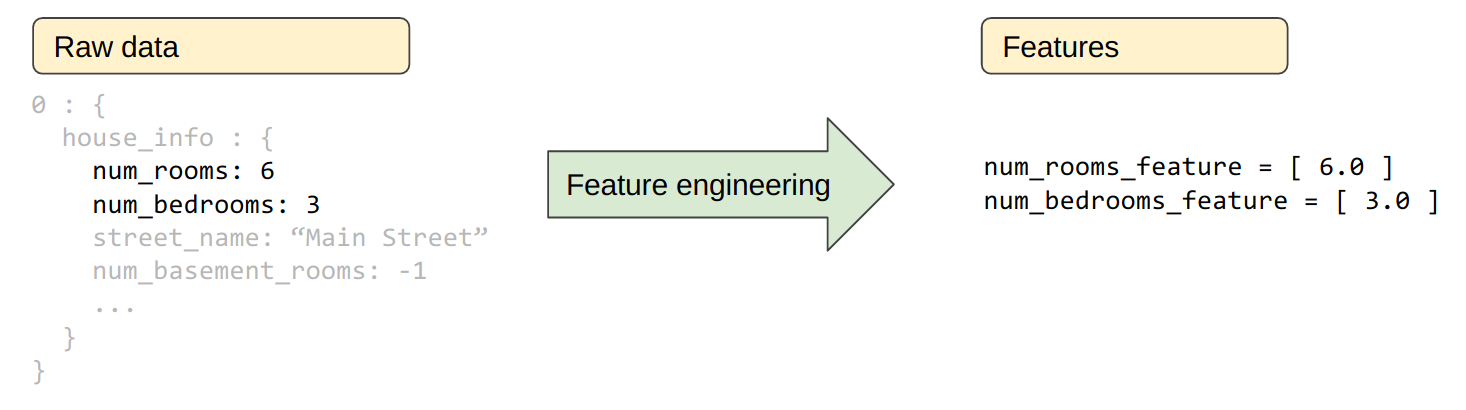 Raw data
0 : {
house_info : {
num_rooms: 6
num_bedrooms: 3
street_name: “Main Street”
num_basement_rooms: -1
...
}
}
Feature engineering
Features
num_rooms_feature = [ 6.0 ]
num_bedrooms_feature = [ 3.0 ]